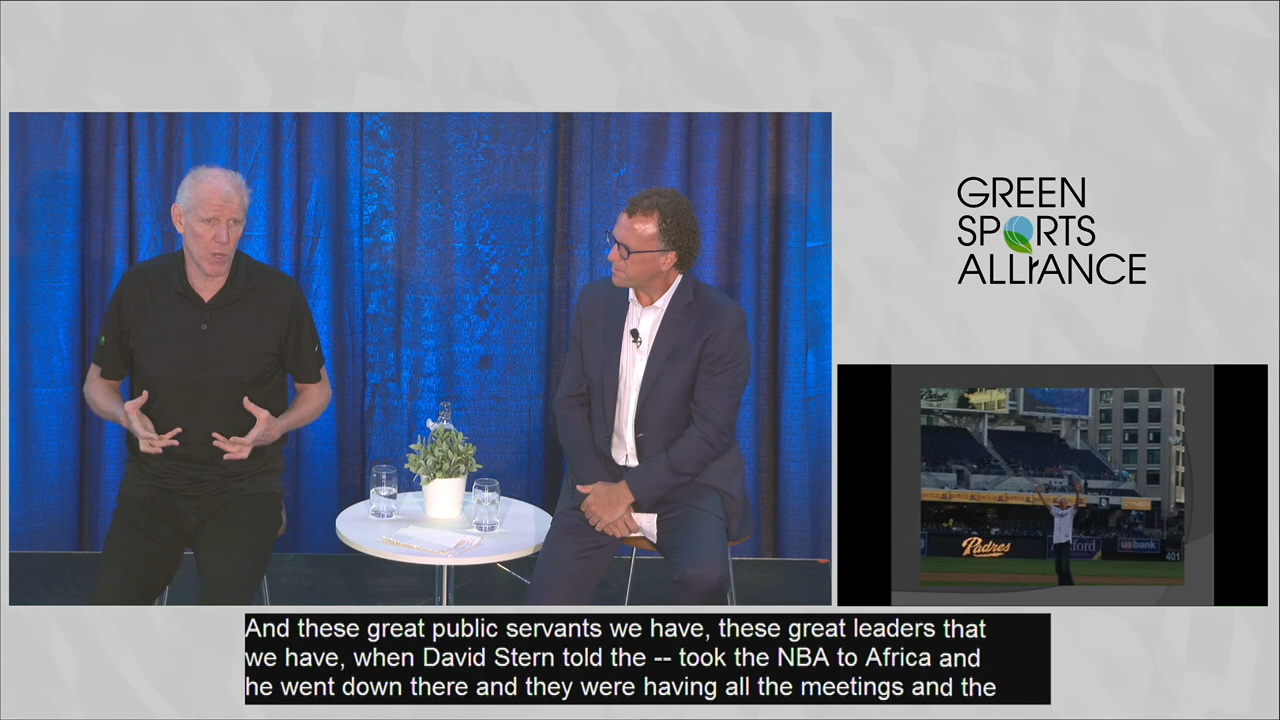 GREEN
SPORTS
ALLIANCE
Padres
usbank
401
And these great public servants we have, these great leaders that
we have, when David Stern told the -- took the NBA to Africa and
he went down there and they were having all the meetings and the